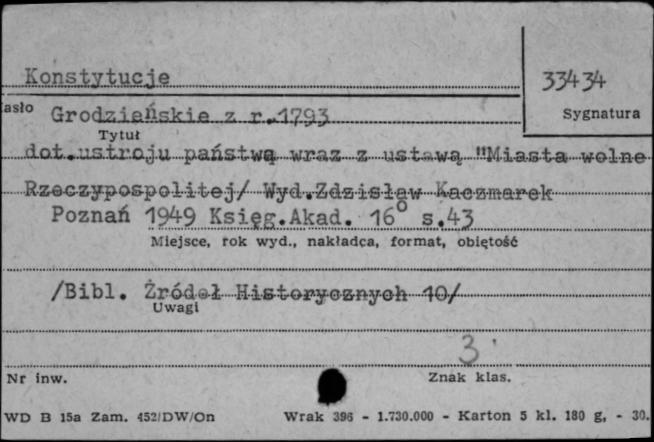 Konstytucje
33434
asło
Grodzieńskie z r.1793
Sygnatura
Tytuł
dot.ustroju państwą wraz z ustawą "Miasta wolne
Rzeczypospolitej/ Wyd.Zdzisław Kaczmarek
Poznań 1949 Księg.Akad. 16° s.43
Miejsce, rok wyd., nakładca, format, objętość
/Bibl. Źródeł Historycznych 10/
Uwagi
3
Nr inw.
Znak klas.
WD B 15a Zam. 452/DW/On
Wrak 396 - 1.730.000 - Karton 5 kl. 180 g, - 30.